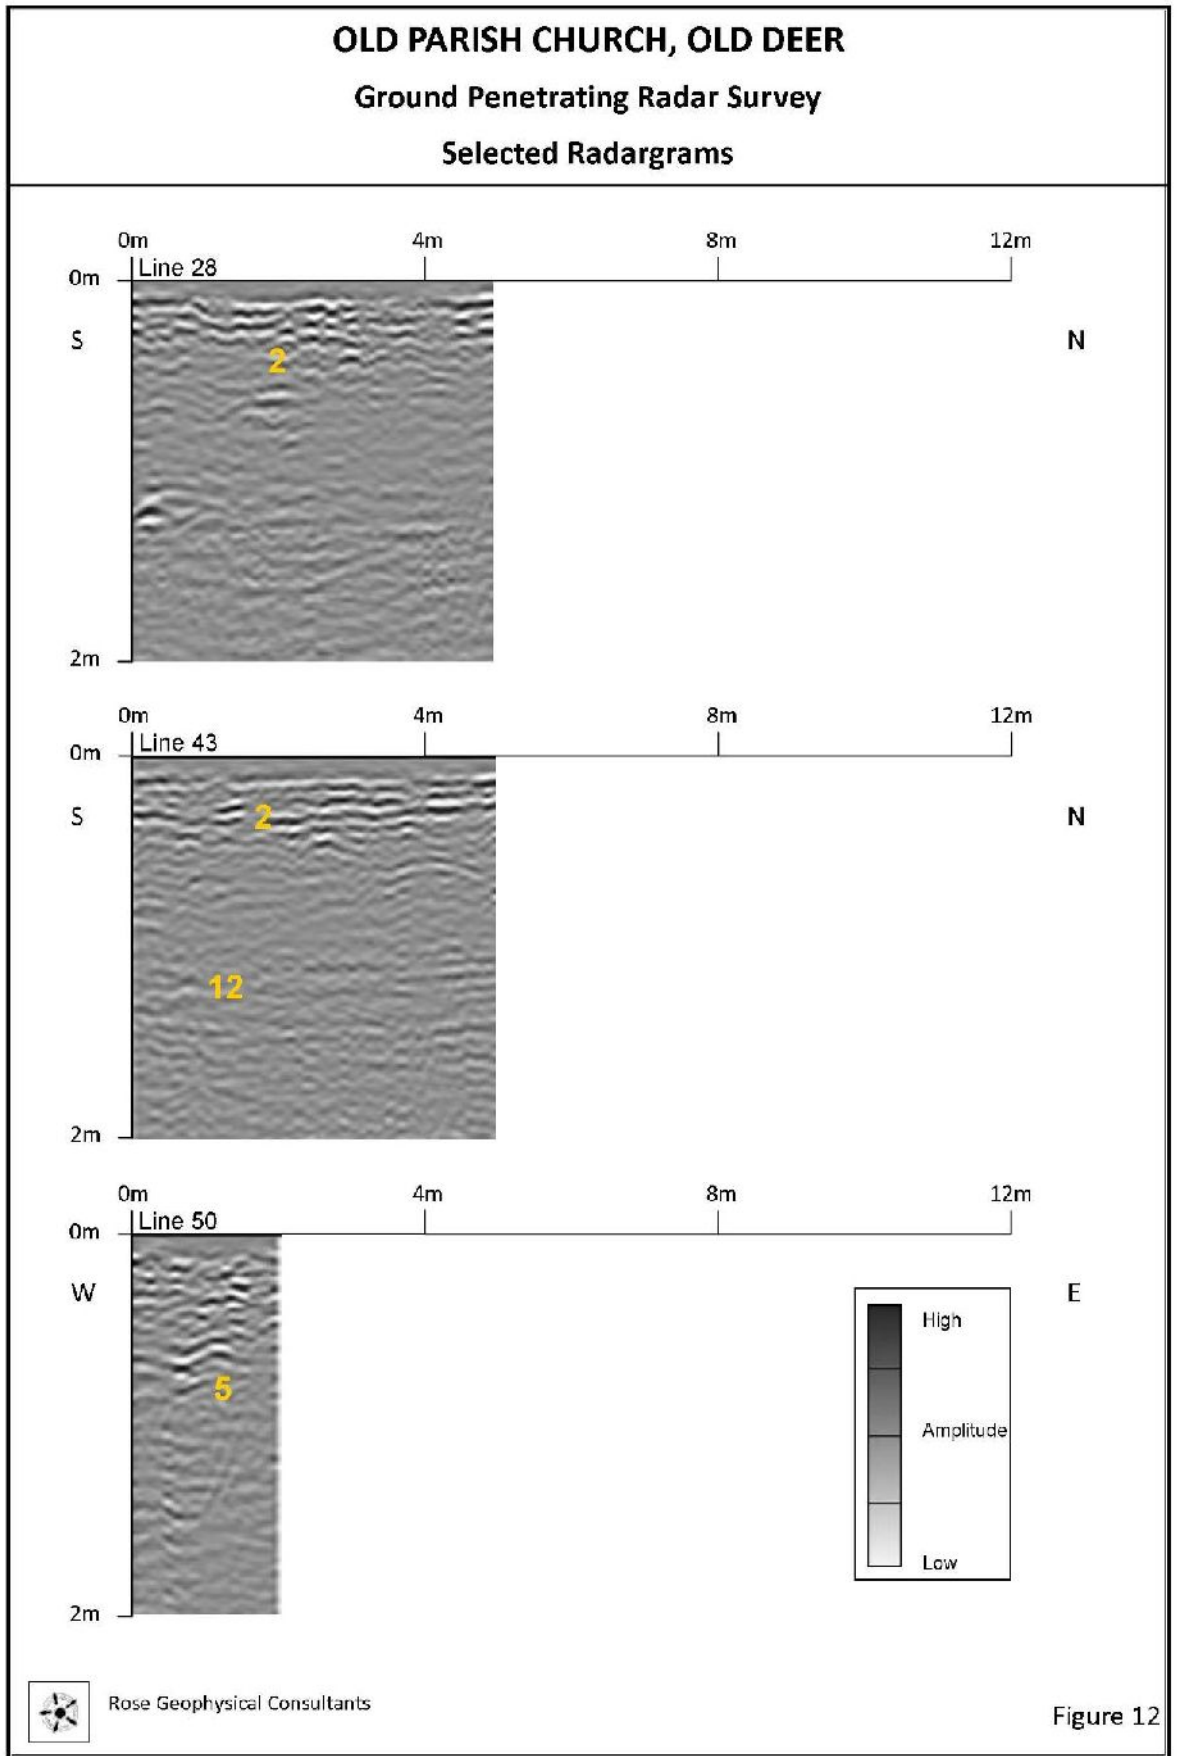 OLD PARISH CHURCH, OLD DEER
Ground Penetrating Radar Survey
Selected Radargrams
0m 4m 8m 12m
0m Line 28
S N
2
2m
0m 4m 8m 12m
0m Line 43
S 2 N
12
2m
0m 4m 8m 12m
0m Line 50
W E
High
5
Amplitude
Low
2m
Rose Geophysical Consultants
Figure 12